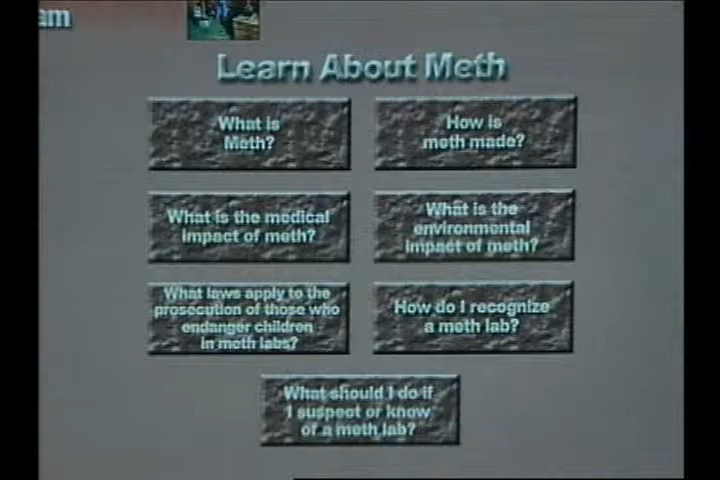 am
Learn About Meth
What is
Meth?
How is
meth made?
What is the medical
impact of meth?
What is the
environmental
impact of meth?
What laws apply to the
prosecution of those who
endanger children
in meth labs?
How do I recognize
a meth lab?
What should I do if
I suspect or know
of a meth lab?